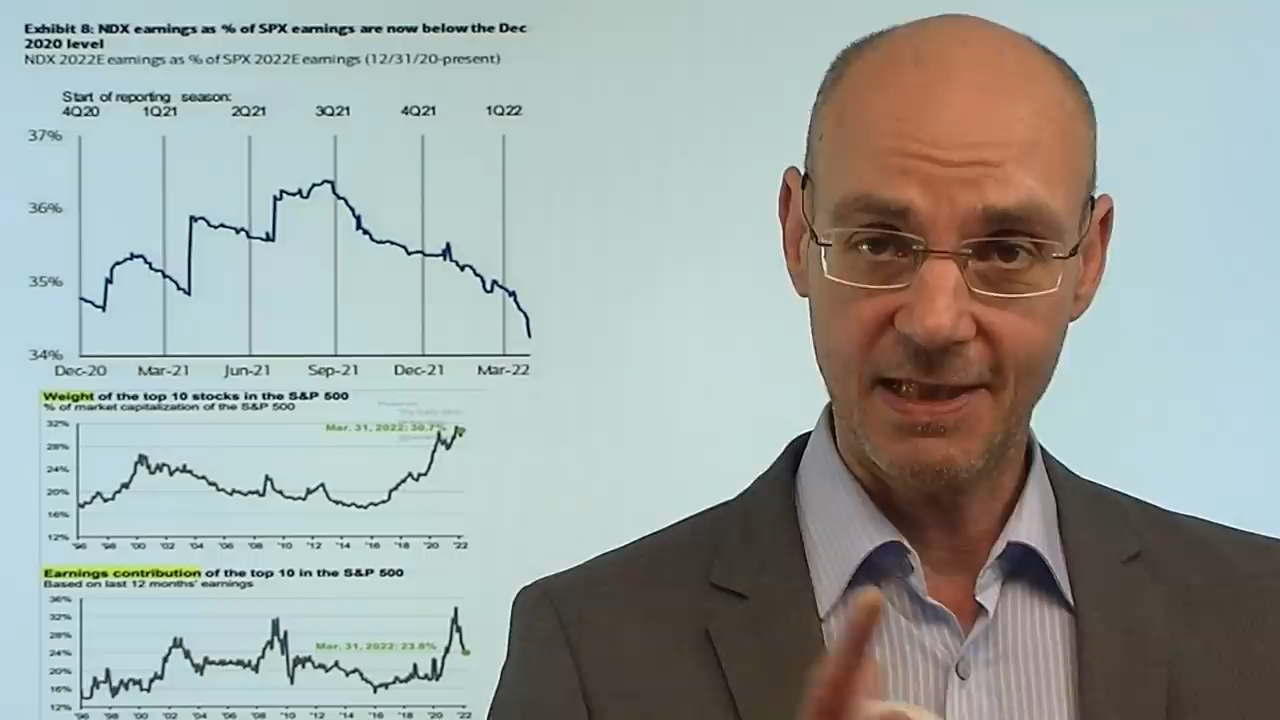 Exhibit 8: NDX earnings as % of SPX earnings are now below the Dec
2020 level
NDX 2022E earnings as % of SPX 2022E earnings (12/31/20-present)
Start of reporting season:
4Q20 1Q21 2Q21 3Q21 4Q21 1Q22
37%
36%
35%
34%
Dec-20 Mar-21 Jun-21 Sep-21 Dec-21 Mar-22
Weight of the top 10 stocks in the S&P 500
% of market capitalization of the S&P 500
32%
Mar. 31, 2022: 30.7%
28%
24%
20%
16%
12%
'96 '98 '00 '02 '04 '06 '08 '10 '12 '14 '16 '18 '20 '22
Earnings contribution of the top 10 in the S&P 500
Based on last 12 months' earnings
36%
32%
28%
Mar. 31, 2022: 23.8%
24%
20%
16%
12%
'96 '98 '00 '02 '04 '06 '08 '10 '12 '14 '16 '18 '20 '22